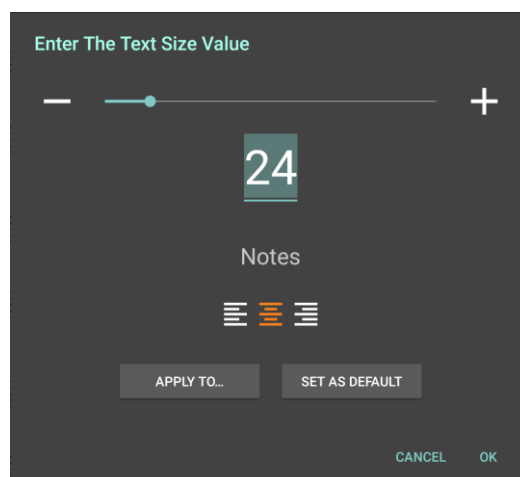 Enter The Text Size Value
24
Notes
APPLY TO...
SET AS DEFAULT
CANCEL
OK